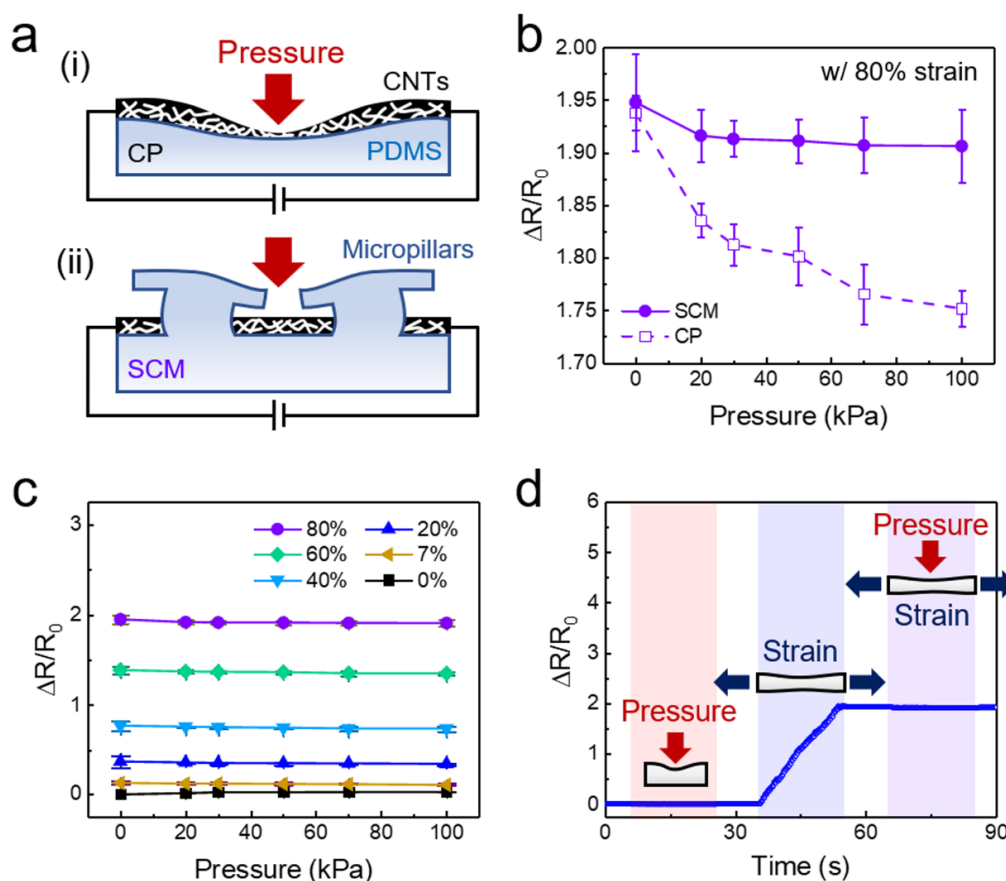 a
(i)
Pressure
CNTs
CP
PDMS
(ii)
Micropillars
SCM
b
w/ 80% strain
2.00
1.95
1.90
1.85
1.80
1.75
1.70
ΔR/R0
SCM
CP
0 20 40 60 80 100
Pressure (kPa)
c
3
2
1
0
ΔR/R0
80% 20%
60% 7%
40% 0%
0 20 40 60 80 100
Pressure (kPa)
d
6
5
4
3
2
1
0
ΔR/R0
Pressure
Strain
Strain
Pressure
0 30 60 90
Time (s)